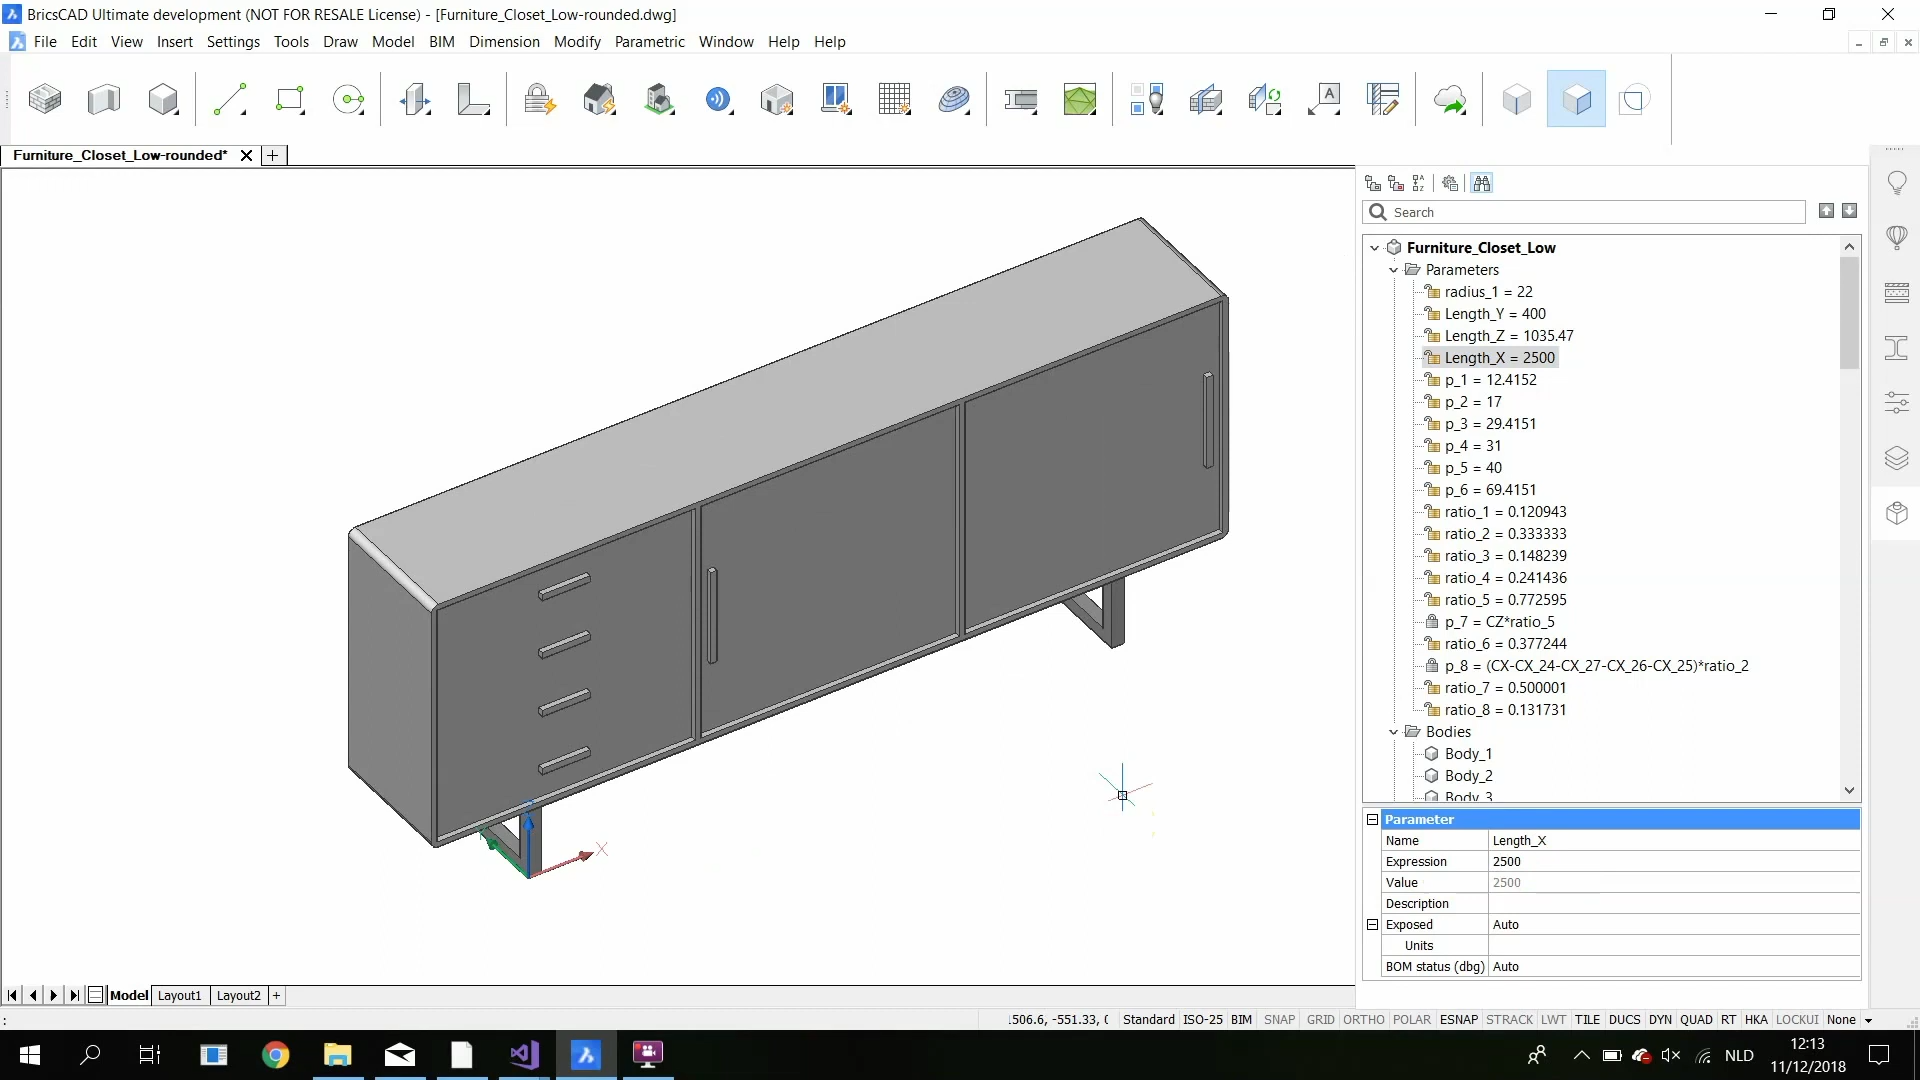 BricsCAD Ultimate development (NOT FOR RESALE License) - [Furniture_Closet_Low-rounded.dwg]
File Edit View Insert Settings Tools Draw Model BIM Dimension Modify Parametric Window Help Help
A
Furniture_Closet_Low-rounded*
Search
Furniture_Closet_Low
Parameters
radius_1 = 22
Length_Y = 400
Length_Z = 1035.47
Length_X = 2500
p_1 = 12.4152
p_2 = 17
p_3 = 29.4151
p_4 = 31
p_5 = 40
p_6 = 69.4151
ratio_1 = 0.120943
ratio_2 = 0.333333
ratio_3 = 0.148239
ratio_4 = 0.241436
ratio_5 = 0.772595
p_7 = CZ*ratio_5
ratio_6 = 0.377244
p_8 = (CX-CX_24-CX_27-CX_26-CX_25)*ratio_2
ratio_7 = 0.500001
ratio_8 = 0.131731
Bodies
Body_1
Body_2
Body_3
X
Parameter
Name Length_X
Expression 2500
Value 2500
Description
Exposed Auto
Units
BOM status (dbg) Auto
Model Layout1 Layout2 +
:
1506.6, -551.33, 0 Standard ISO-25 BIM SNAP GRID ORTHO POLAR ESNAP STRACK LWT TILE DUCS DYN QUAD RT HKA LOCKUI None
NLD
12:13
11/12/2018